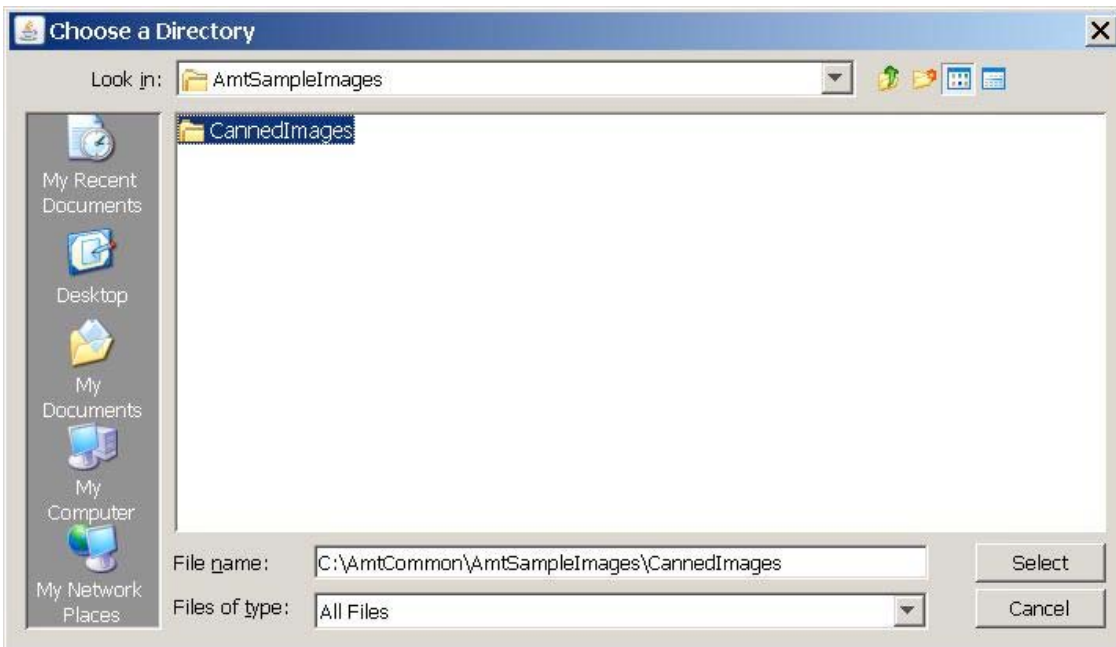 Choose a Directory
Look in: AmtSampleImages
CannedImages
My Recent
Documents
Desktop
My
Documents
My
Computer
My Network
Places
File name: C:\AmtCommon\AmtSampleImages\CannedImages
Select
Files of type: All Files
Cancel